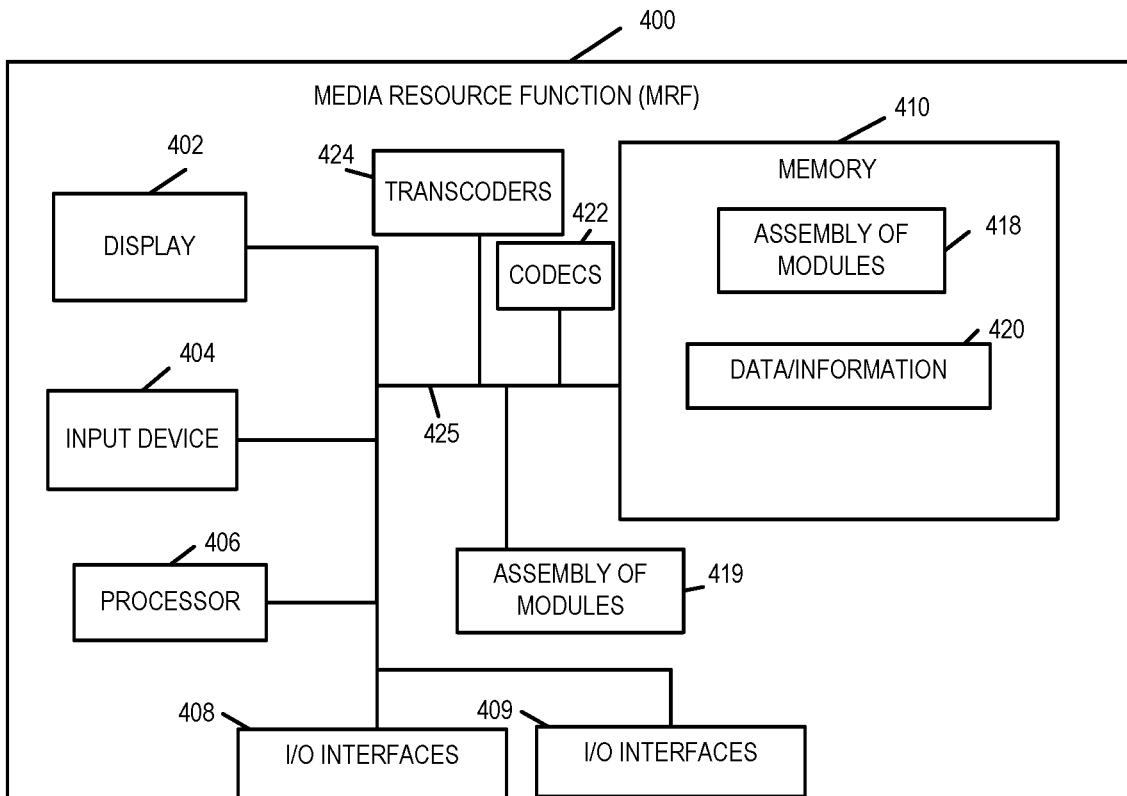 400
MEDIA RESOURCE FUNCTION (MRF)
410
402
424
MEMORY
TRANSCODERS
422
DISPLAY
ASSEMBLY OF
MODULES
418
CODECS
404
420
DATA/INFORMATION
INPUT DEVICE
425
406
PROCESSOR
ASSEMBLY OF
MODULES
419
408
409
I/O INTERFACES
I/O INTERFACES